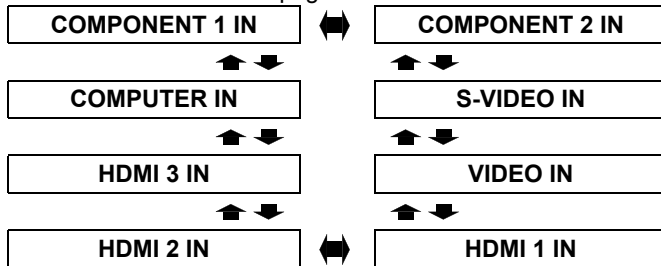 COMPONENT 1 IN COMPONENT 2 IN
COMPUTER IN S-VIDEO IN
HDMI 3 IN VIDEO IN
HDMI 2 IN HDMI 1 IN